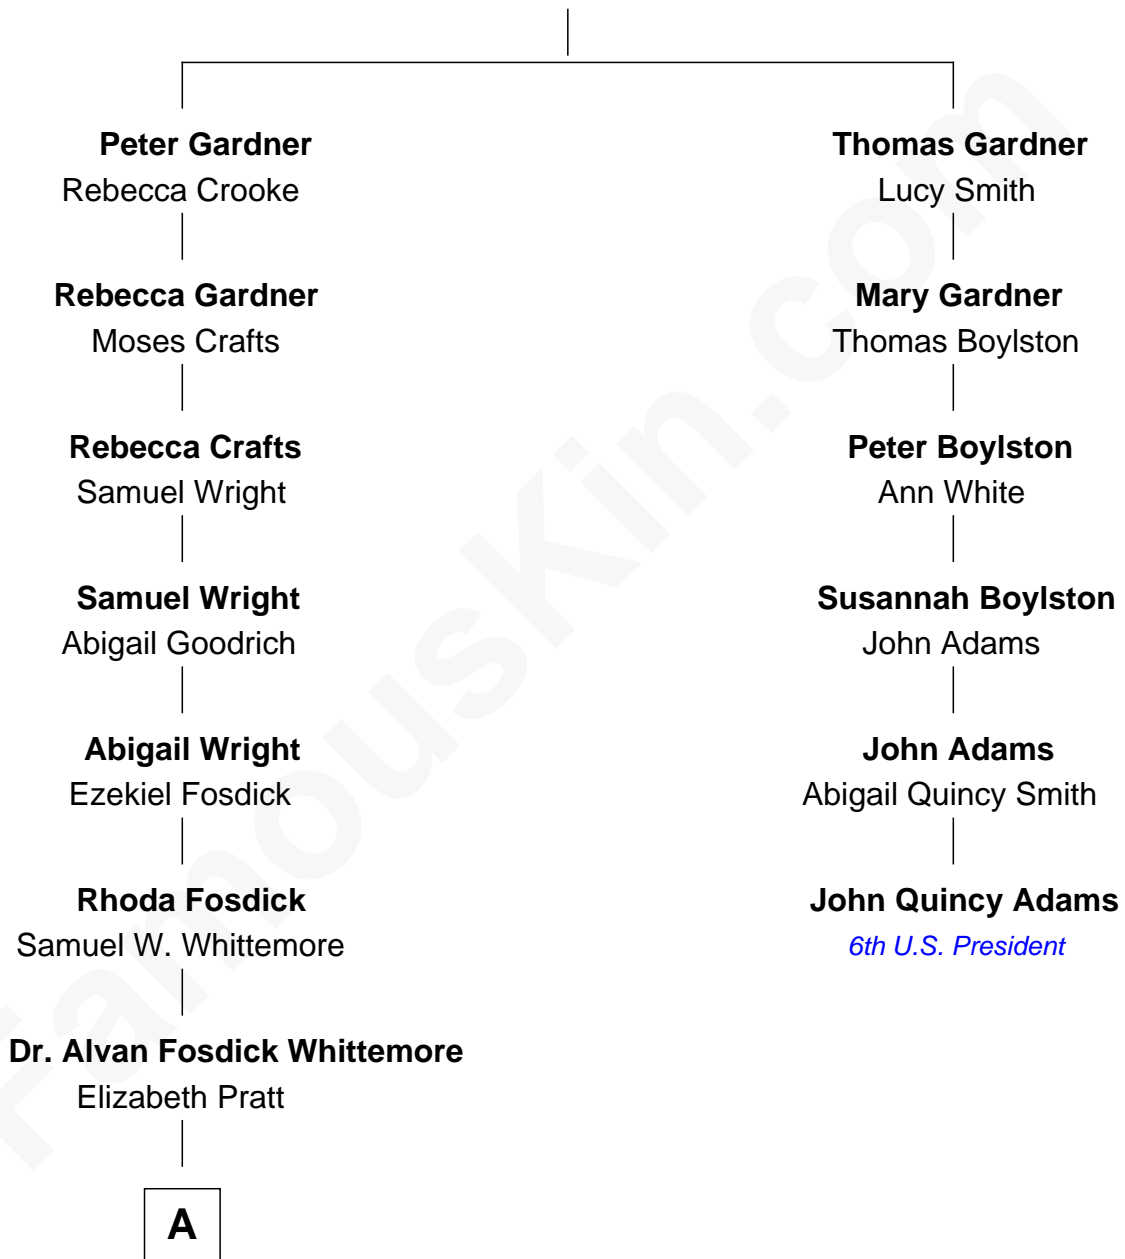 Peter Gardner
Rebecca Crooke
Rebecca Gardner
Moses Crafts
Rebecca Crafts
Samuel Wright
Samuel Wright
Abigail Goodrich
Abigail Wright
Ezekiel Fosdick
Rhoda Fosdick
Samuel W. Whittemore
Dr. Alvan Fosdick Whittemore
Elizabeth Pratt
A
Thomas Gardner
Lucy Smith
Mary Gardner
Thomas Boylston
Peter Boylston
Ann White
Susannah Boylston
John Adams
John Adams
Abigail Quincy Smith
John Quincy Adams
6th U.S. President
FamousKin.com